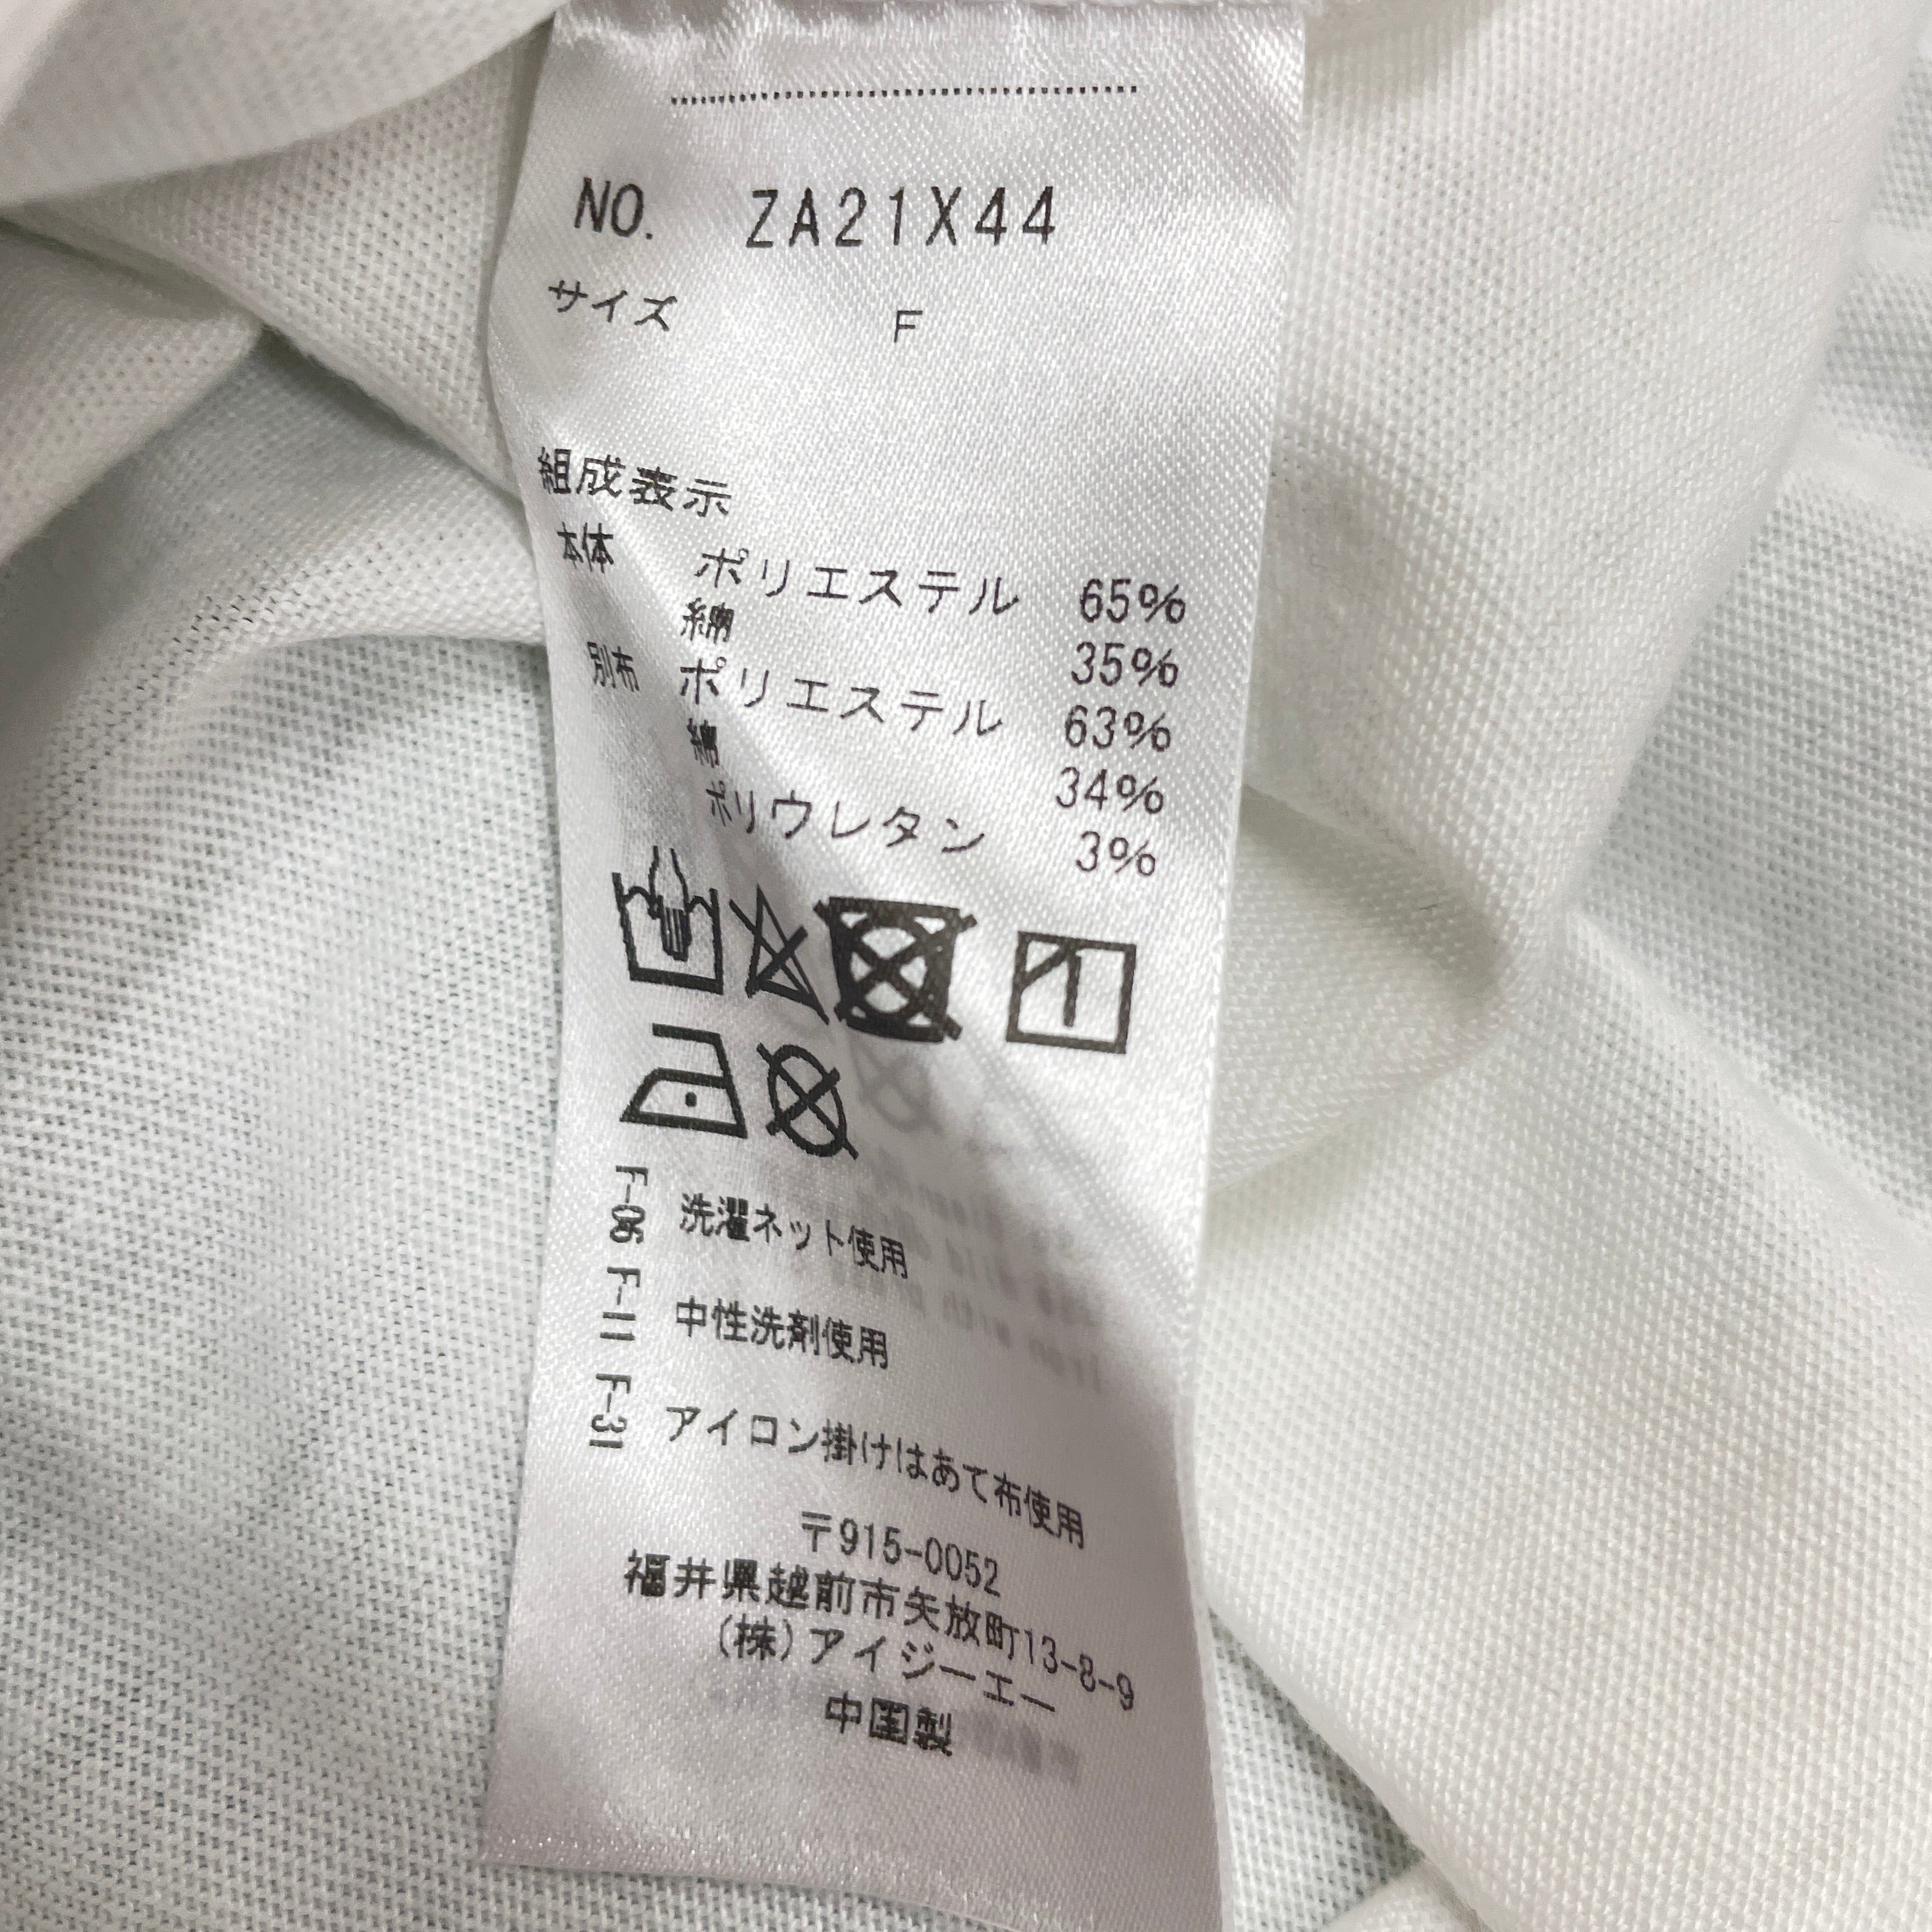 NO. ZA21X44
サイズ F
組成表示
本体 ポリエステル 65%
綿 35%
別布 ポリエステル 63%
綿 34%
ポリウレタン 3%
F-06 洗濯ネット使用
F-11 中性洗剤使用
F-31 アイロン掛けはあて布使用
〒915-0052
福井県越前市矢放町13-8-9
(株)アイジーエー
中国製